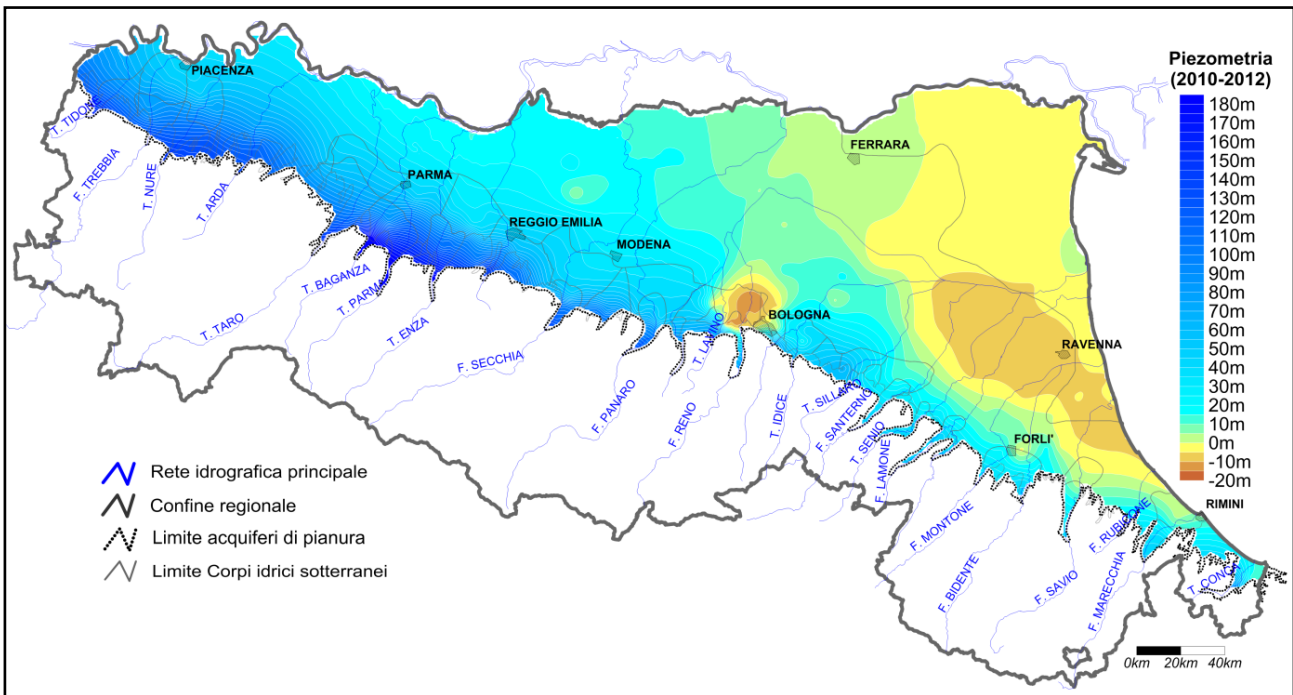 Piezometria
(2010-2012)
180m
170m
160m
150m
140m
130m
120m
110m
100m
90m
80m
70m
60m
50m
40m
30m
20m
10m
0m
-10m
-20m
PIACENZA
PARMA
REGGIO EMILIA
MODENA
BOLOGNA
FERRARA
RAVENNA
FORLI'
RIMINI
T. TIDONE
F. TREBBIA
T. NURE
T. ARDA
T. TARO
T. BAGANZA
T. PARMA
T. ENZA
F. SECCHIA
F. PANARO
F. RENO
T. LAVINO
T. IDICE
T. SILLARO
F. SANTERNO
T. SENIO
F. LAMONE
F. MONTONE
F. BIDENTE
F. SAVIO
F. RUBICONE
F. MARECCHIA
T. CONCA
Rete idrografica principale
Confine regionale
Limite acquiferi di pianura
Limite Corpi idrici sotterranei
0km 20km 40km